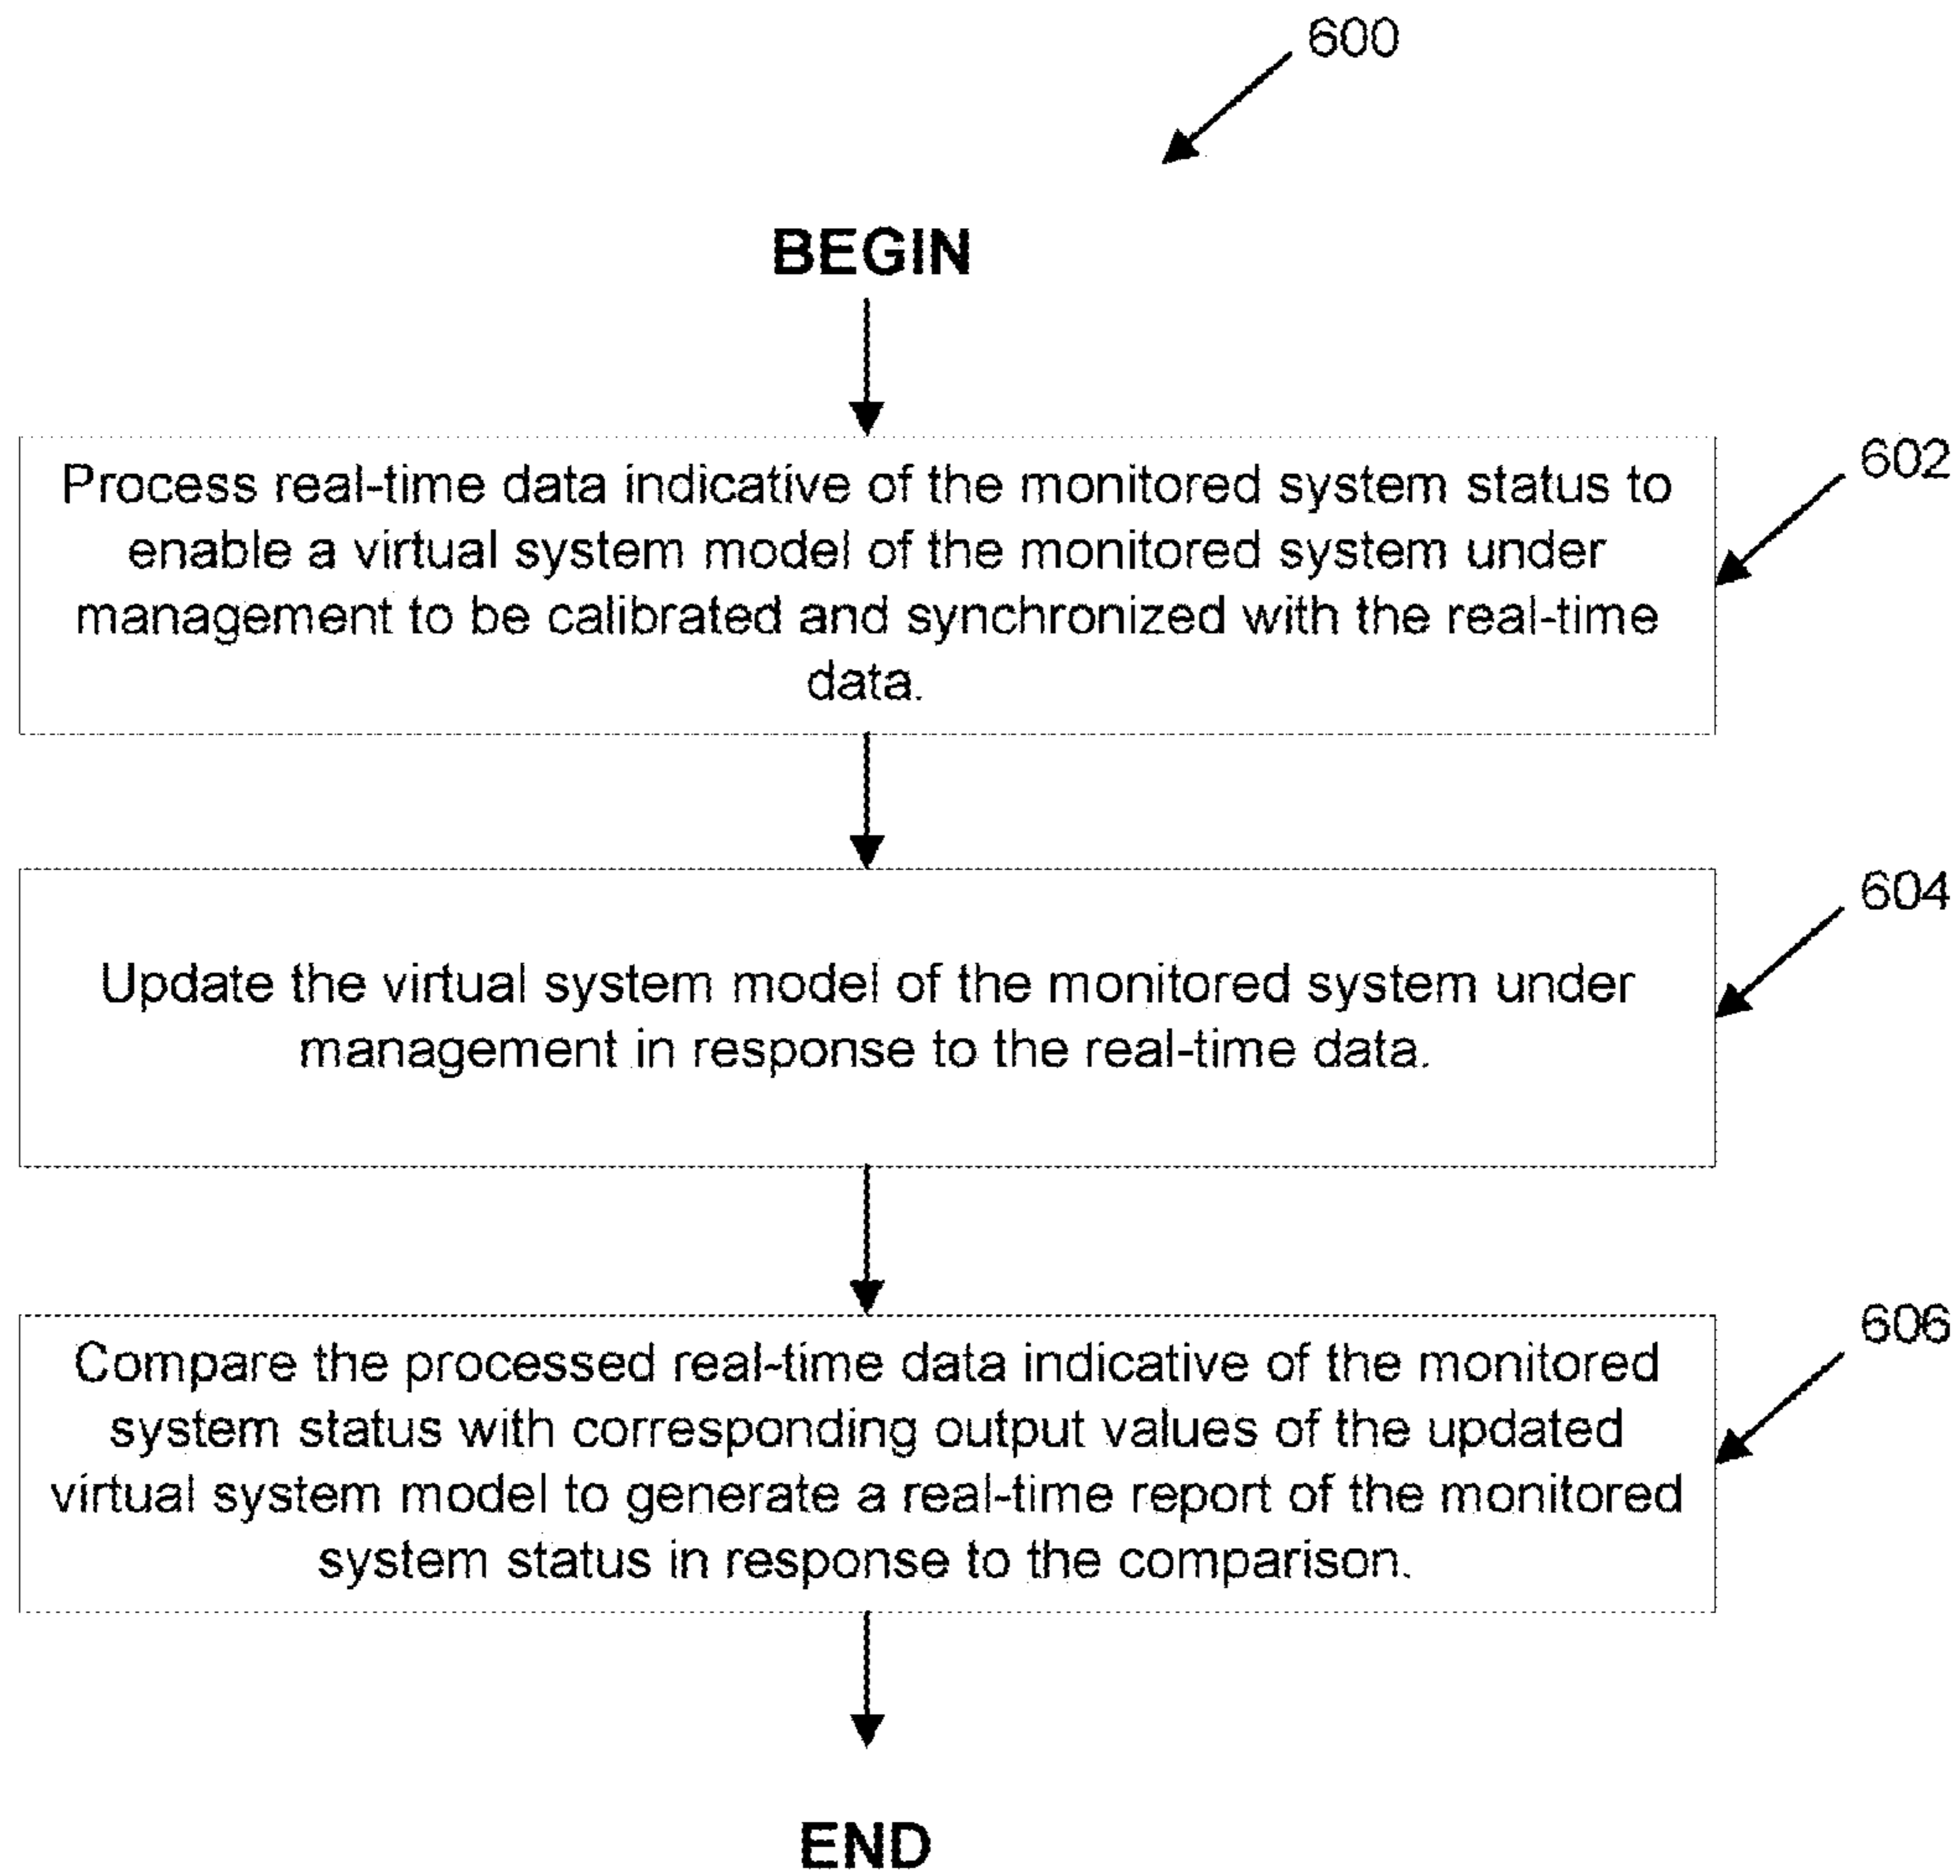 600
BEGIN
602
Process real-time data indicative of the monitored system status to
enable a virtual system model of the monitored system under
management to be calibrated and synchronized with the real-time
data.
604
Update the virtual system model of the monitored system under
management in response to the real-time data.
606
Compare the processed real-time data indicative of the monitored
system status with corresponding output values of the updated
virtual system model to generate a real-time report of the monitored
system status in response to the comparison.
END